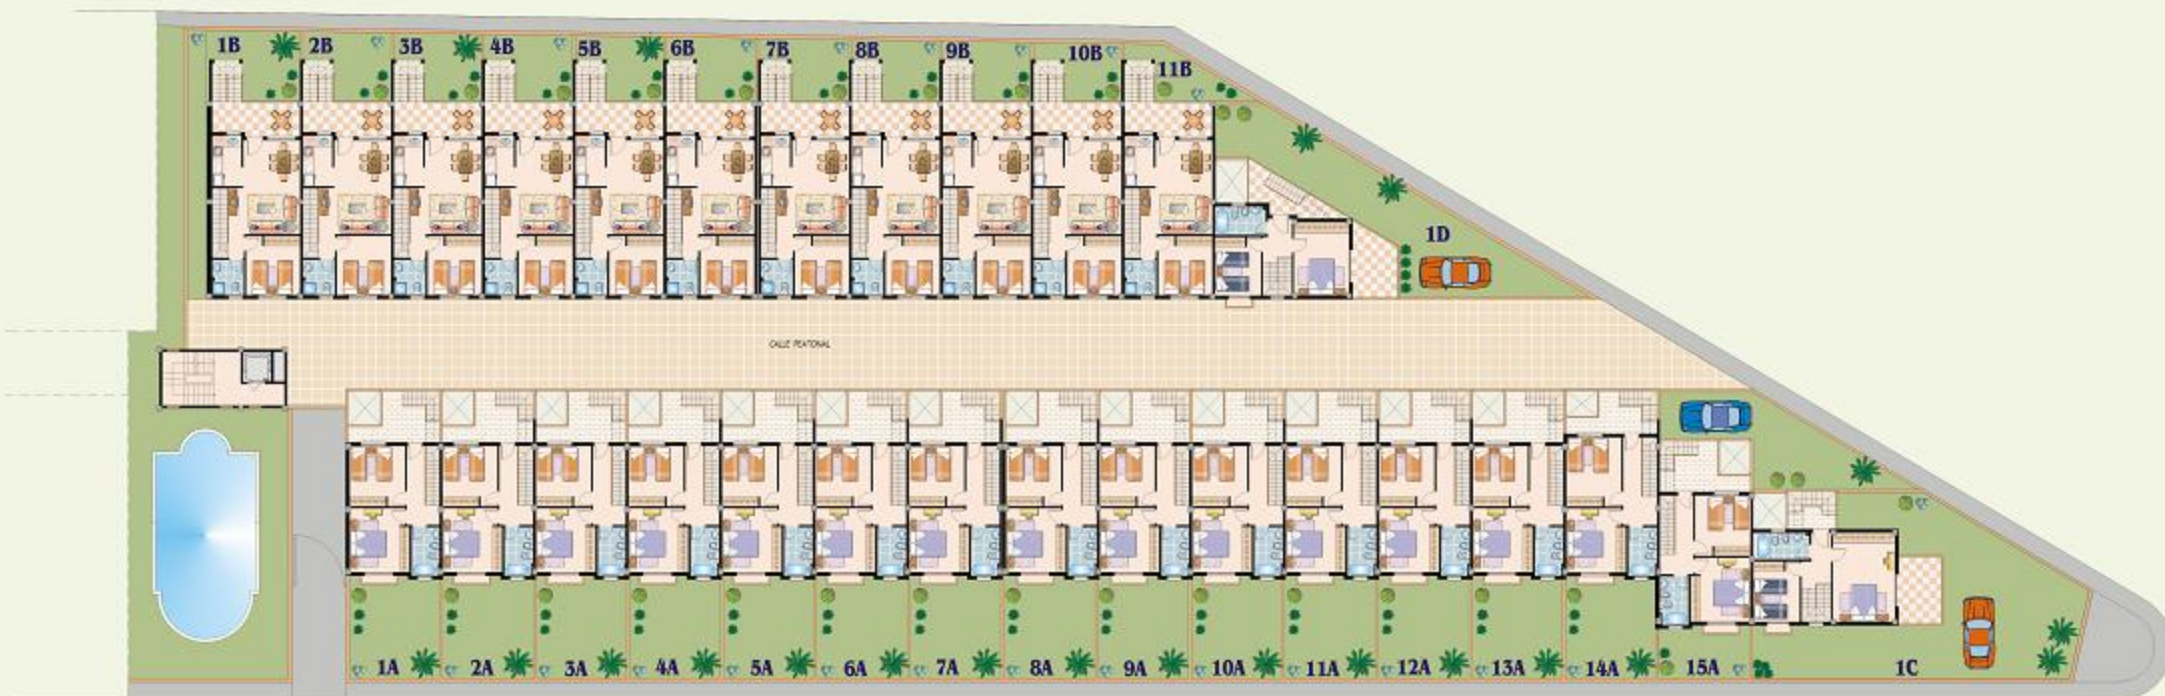 1B 2B 3B 4B 5B 6B 7B 8B 9B 10B 11B
1D
CALLE PEATONAL
1A 2A 3A 4A 5A 6A 7A 8A 9A 10A 11A 12A 13A 14A 15A 1C